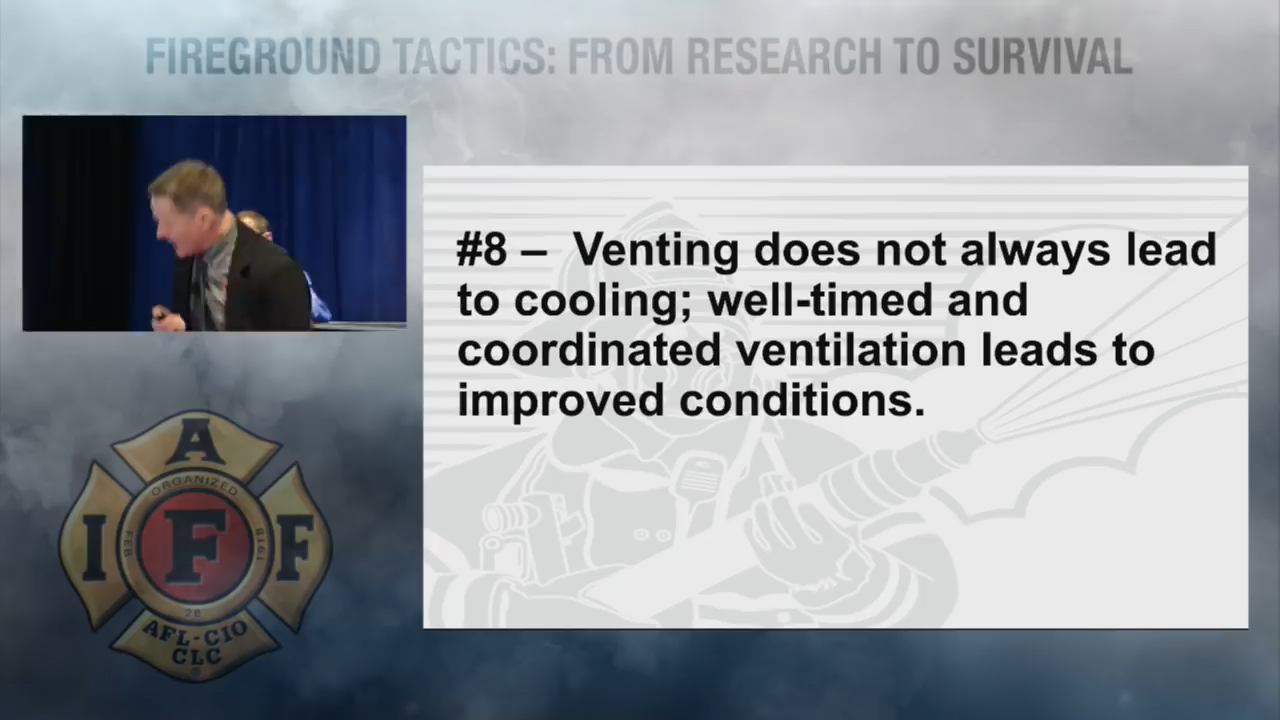 FIREGROUND TACTICS: FROM RESEARCH TO SURVIVAL
#8 – Venting does not always lead
to cooling; well-timed and
coordinated ventilation leads to
improved conditions.
A
ORGANIZED
I F F
FEB 1918
28
AFL-CIO
CLC